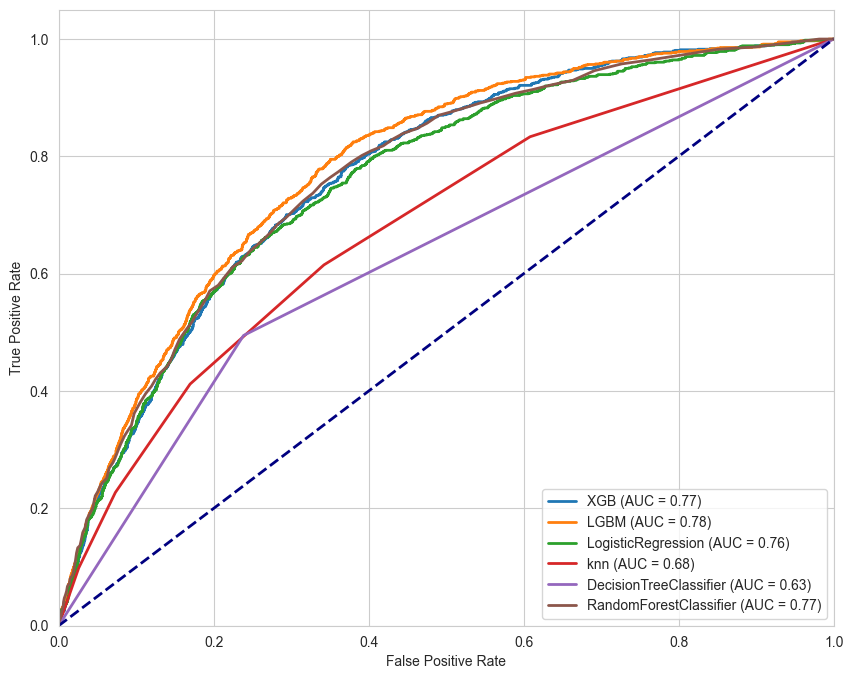 1.0
0.8
0.6
0.4
0.2
0.0
True Positive Rate
XGB (AUC = 0.77)
LGBM (AUC = 0.78)
LogisticRegression (AUC = 0.76)
knn (AUC = 0.68)
DecisionTreeClassifier (AUC = 0.63)
RandomForestClassifier (AUC = 0.77)
0.0 0.2 0.4 0.6 0.8 1.0
False Positive Rate